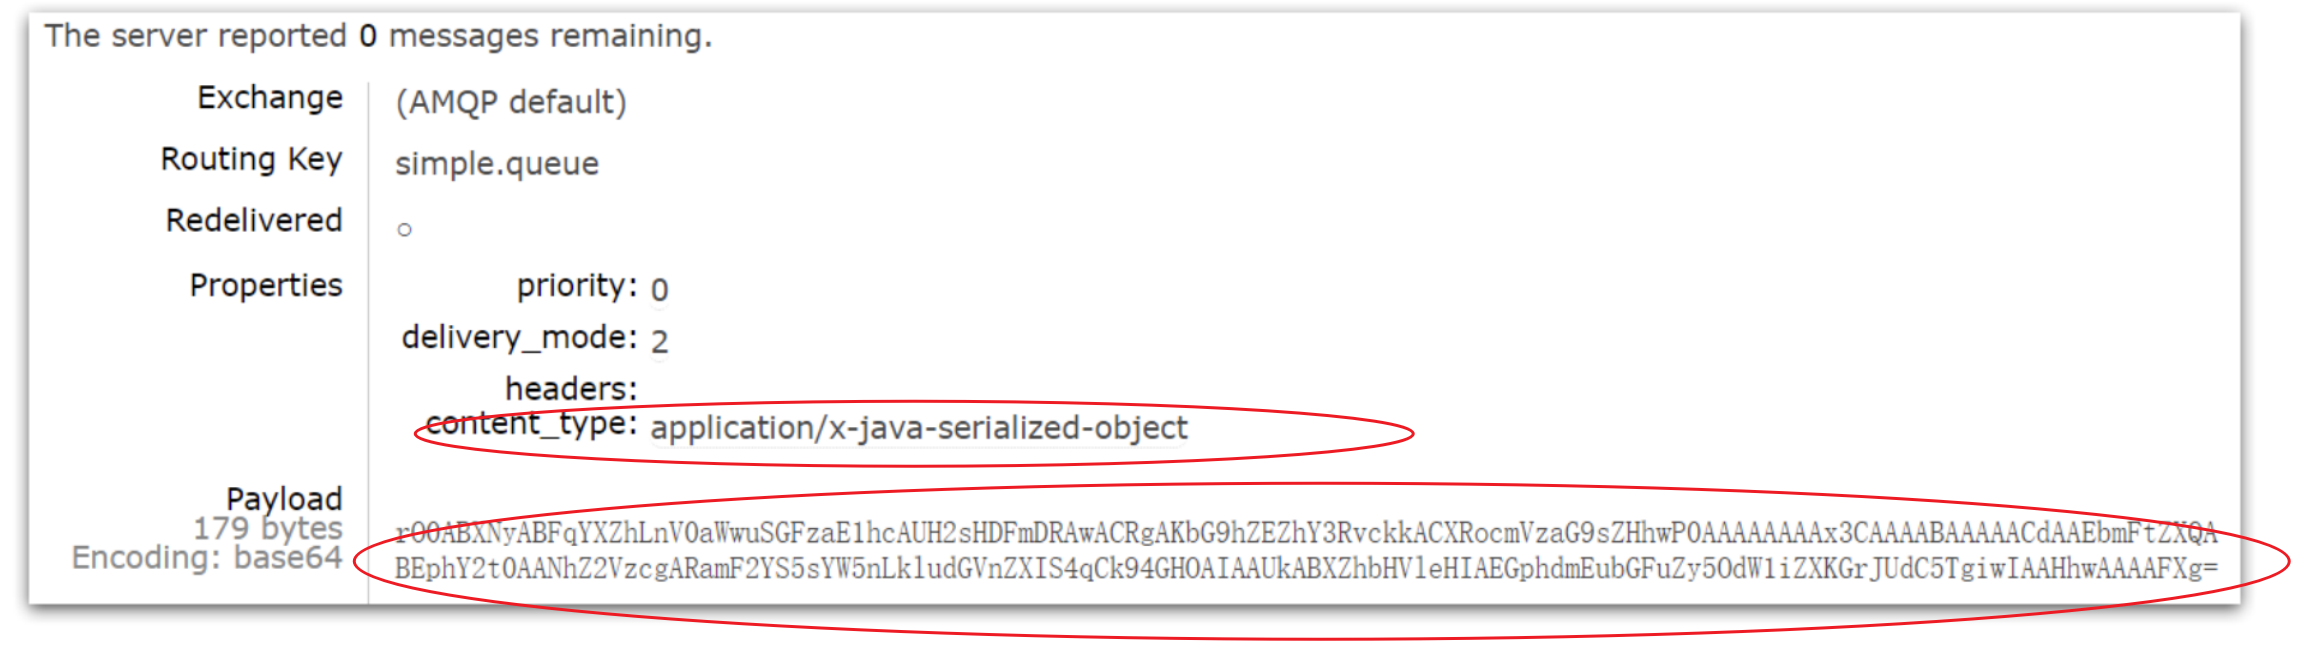 The server reported 0 messages remaining.
Exchange (AMQP default)
Routing Key simple.queue
Redelivered ○
Properties priority: 0
delivery_mode: 2
headers:
content_type: application/x-java-serialized-object
Payload
179 bytes
Encoding: base64
rO0ABXNyABFqYXZhLnV0aWwuSGFzaE1hcAUH2sHDFmDRAwACRgAKbG9hZEZhY3RvckkACXRocmVzaG9sZHhwP0AAAAAAAAx3CAAAABAAAAACdAAEbmFtZXQA
BEphY2t0AANhZ2VzcgARamF2YS5sYW5nLkludGVnZXIS4qCk94GHOAIAAUkABXZhbHVleHIAEGphdmEubGFuZy5OdW1iZXKGrJUdC5TgiwIAAHhwAAAAFXg=